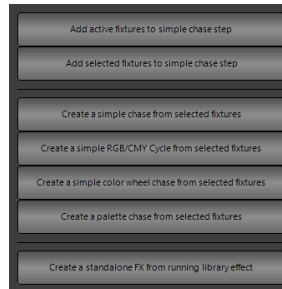 Add active fixtures to simple chase step
Add selected fixtures to simple chase step
Create a simple chase from selected fixtures
Create a simple RGB/CMY Cycle from selected fixtures
Create a simple color wheel chase from selected fixtures
Create a palette chase from selected fixtures
Create a standalone FX from running library effect